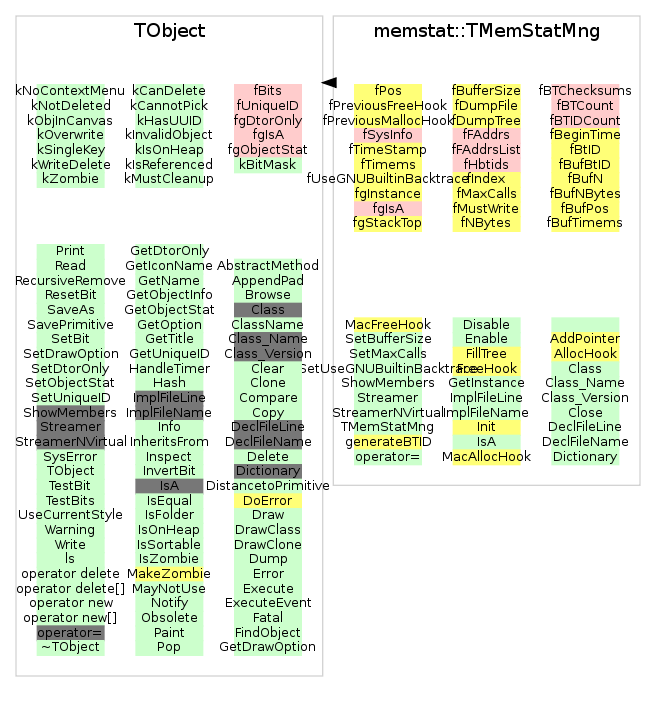 TObject
kNoContextMenu kCanDelete fBits
kNotDeleted kCannotPick fUniqueID
kObjInCanvas kHasUUID fgDtorOnly
kOverwrite kInvalidObject fgIsA
kSingleKey kIsOnHeap fgObjectStat
kWriteDelete kIsReferenced kBitMask
kZombie kMustCleanup
Print GetDtorOnly
Read GetIconName AbstractMethod
RecursiveRemove GetName AppendPad
ResetBit GetObjectInfo Browse
SaveAs GetObjectStat Class
SavePrimitive GetOption ClassName
SetBit GetTitle Class_Name
SetDrawOption GetUniqueID Class_Version
SetDtorOnly HandleTimer Clear
SetObjectStat Hash Clone
SetUniqueID ImplFileLine Compare
ShowMembers ImplFileName Copy
Streamer Info DeclFileLine
StreamerNVirtual InheritsFrom DeclFileName
SysError Inspect Delete
TObject InvertBit Dictionary
TestBit IsA DistancetoPrimitive
TestBits IsEqual DoError
UseCurrentStyle IsFolder Draw
Warning IsOnHeap DrawClass
Write IsSortable DrawClone
ls IsZombie Dump
operator delete MakeZombie Error
operator delete[] MayNotUse Execute
operator new Notify ExecuteEvent
operator new[] Obsolete Fatal
operator= Paint FindObject
~TObject Pop GetDrawOption
memstat::TMemStatMng
fPos fBufferSize fBTChecksums
fPreviousFreeHook fDumpFile fBTCount
fPreviousMallocHook fDumpTree fBTIDCount
fSysInfo fFAddrs fBeginTime
fTimeStamp fFAddrsList fBtID
fTimems fHbtids fBufBtID
fUseGNUBuiltinBacktrace fIndex fBufN
fgInstance fMaxCalls fBufNBytes
fgIsA fMustWrite fBufPos
fgStackTop fNBytes fBufTimems
MacFreeHook Disable
SetBufferSize Enable AddPointer
SetMaxCalls FillTree AllocHook
SetUseGNUBuiltinBacktrace FreeHook Class
ShowMembers GetInstance Class_Name
Streamer ImplFileLine Class_Version
StreamerNVirtual ImplFileName Close
TMemStatMng Init DeclFileLine
generateBTID IsA DeclFileName
operator= MacAllocHook Dictionary